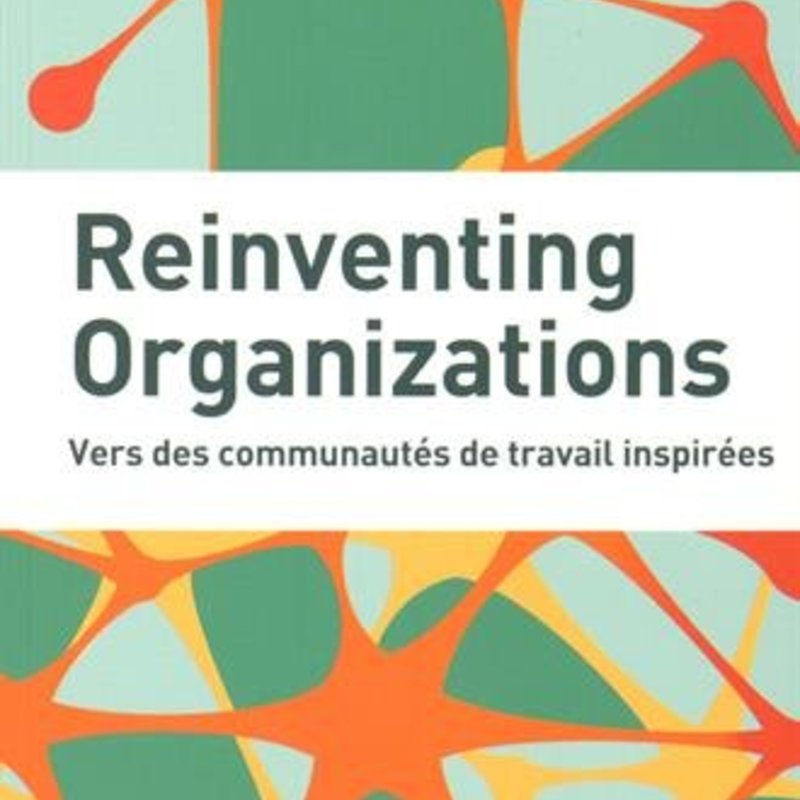 Reinventing
Organizations
Vers des communautés de travail inspirées